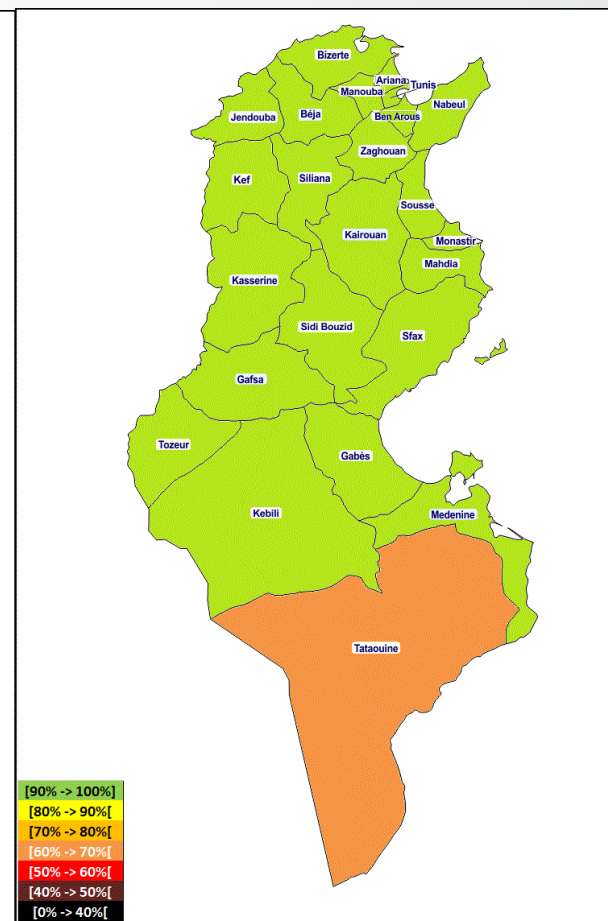 Bizerte
Ariana
Tunis
Manouba
Nabeul
Jendouba
Béja
Ben Arous
Zaghouan
Kef
Siliana
Sousse
Kairouan
Monastir
Mahdia
Kasserine
Sidi Bouzid
Sfax
Gafsa
Tozeur
Gabès
Kebili
Medenine
Tataouine
[90% -> 100%]
[80% -> 90%[
[70% -> 80%[
[60% -> 70%[
[50% -> 60%[
[40% -> 50%[
[0% -> 40%[